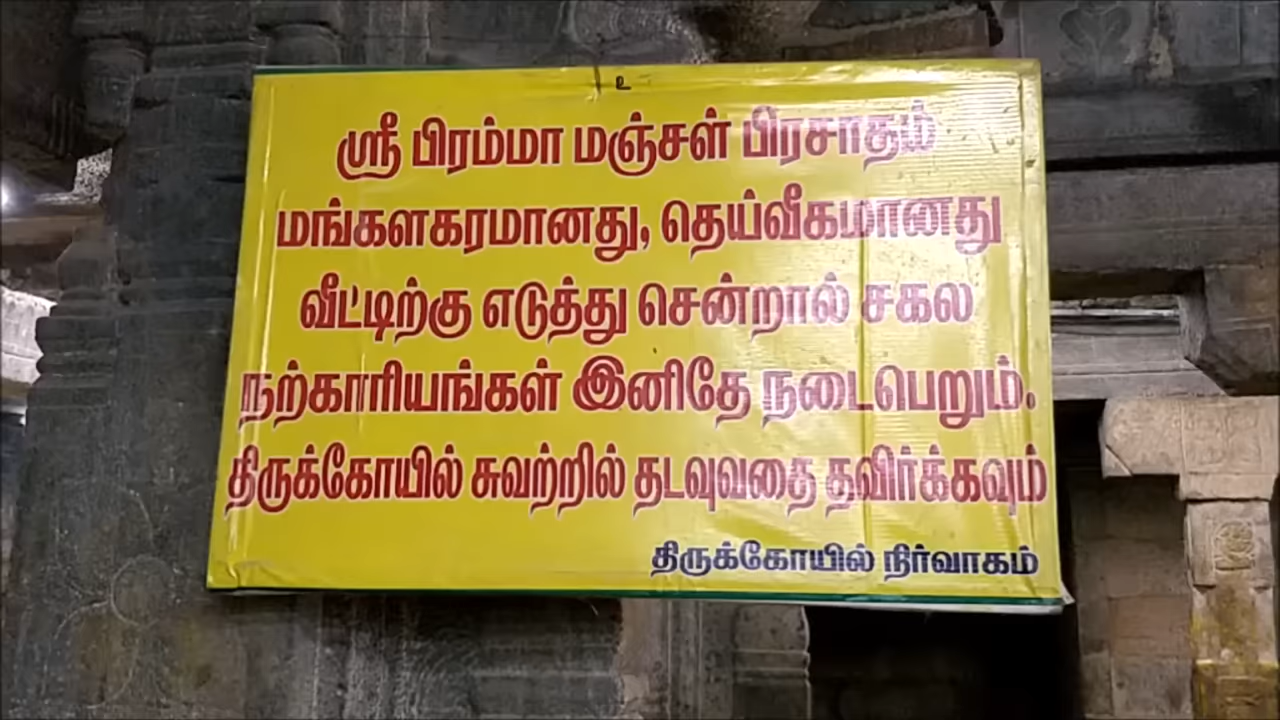 உ
ஸ்ரீ பிரம்மா மஞ்சள் பிரசாதம்
மங்களகரமானது, தெய்வீகமானது
வீட்டிற்கு எடுத்து சென்றால் சகல
நற்காரியங்கள் இனிதே நடைபெறும்.
திருக்கோயில் சுவற்றில் தடவுவதை தவிர்க்கவும்
திருக்கோயில் நிர்வாகம்